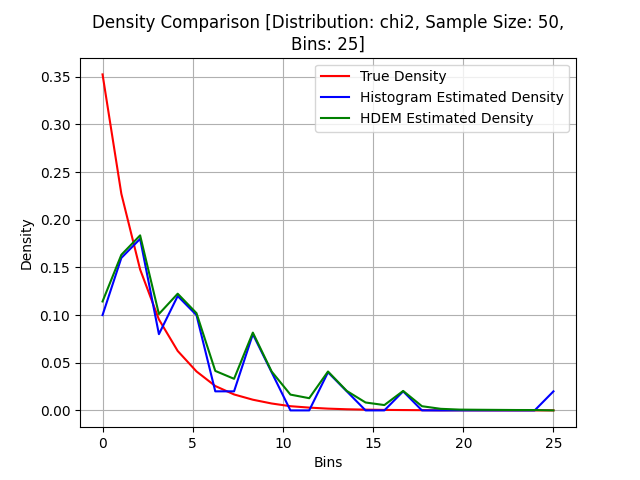 Density Comparison [Distribution: chi2, Sample Size: 50,
Bins: 25]
True Density
Histogram Estimated Density
HDEM Estimated Density
Density
0.35
0.30
0.25
0.20
0.15
0.10
0.05
0.00
0 5 10 15 20 25
Bins